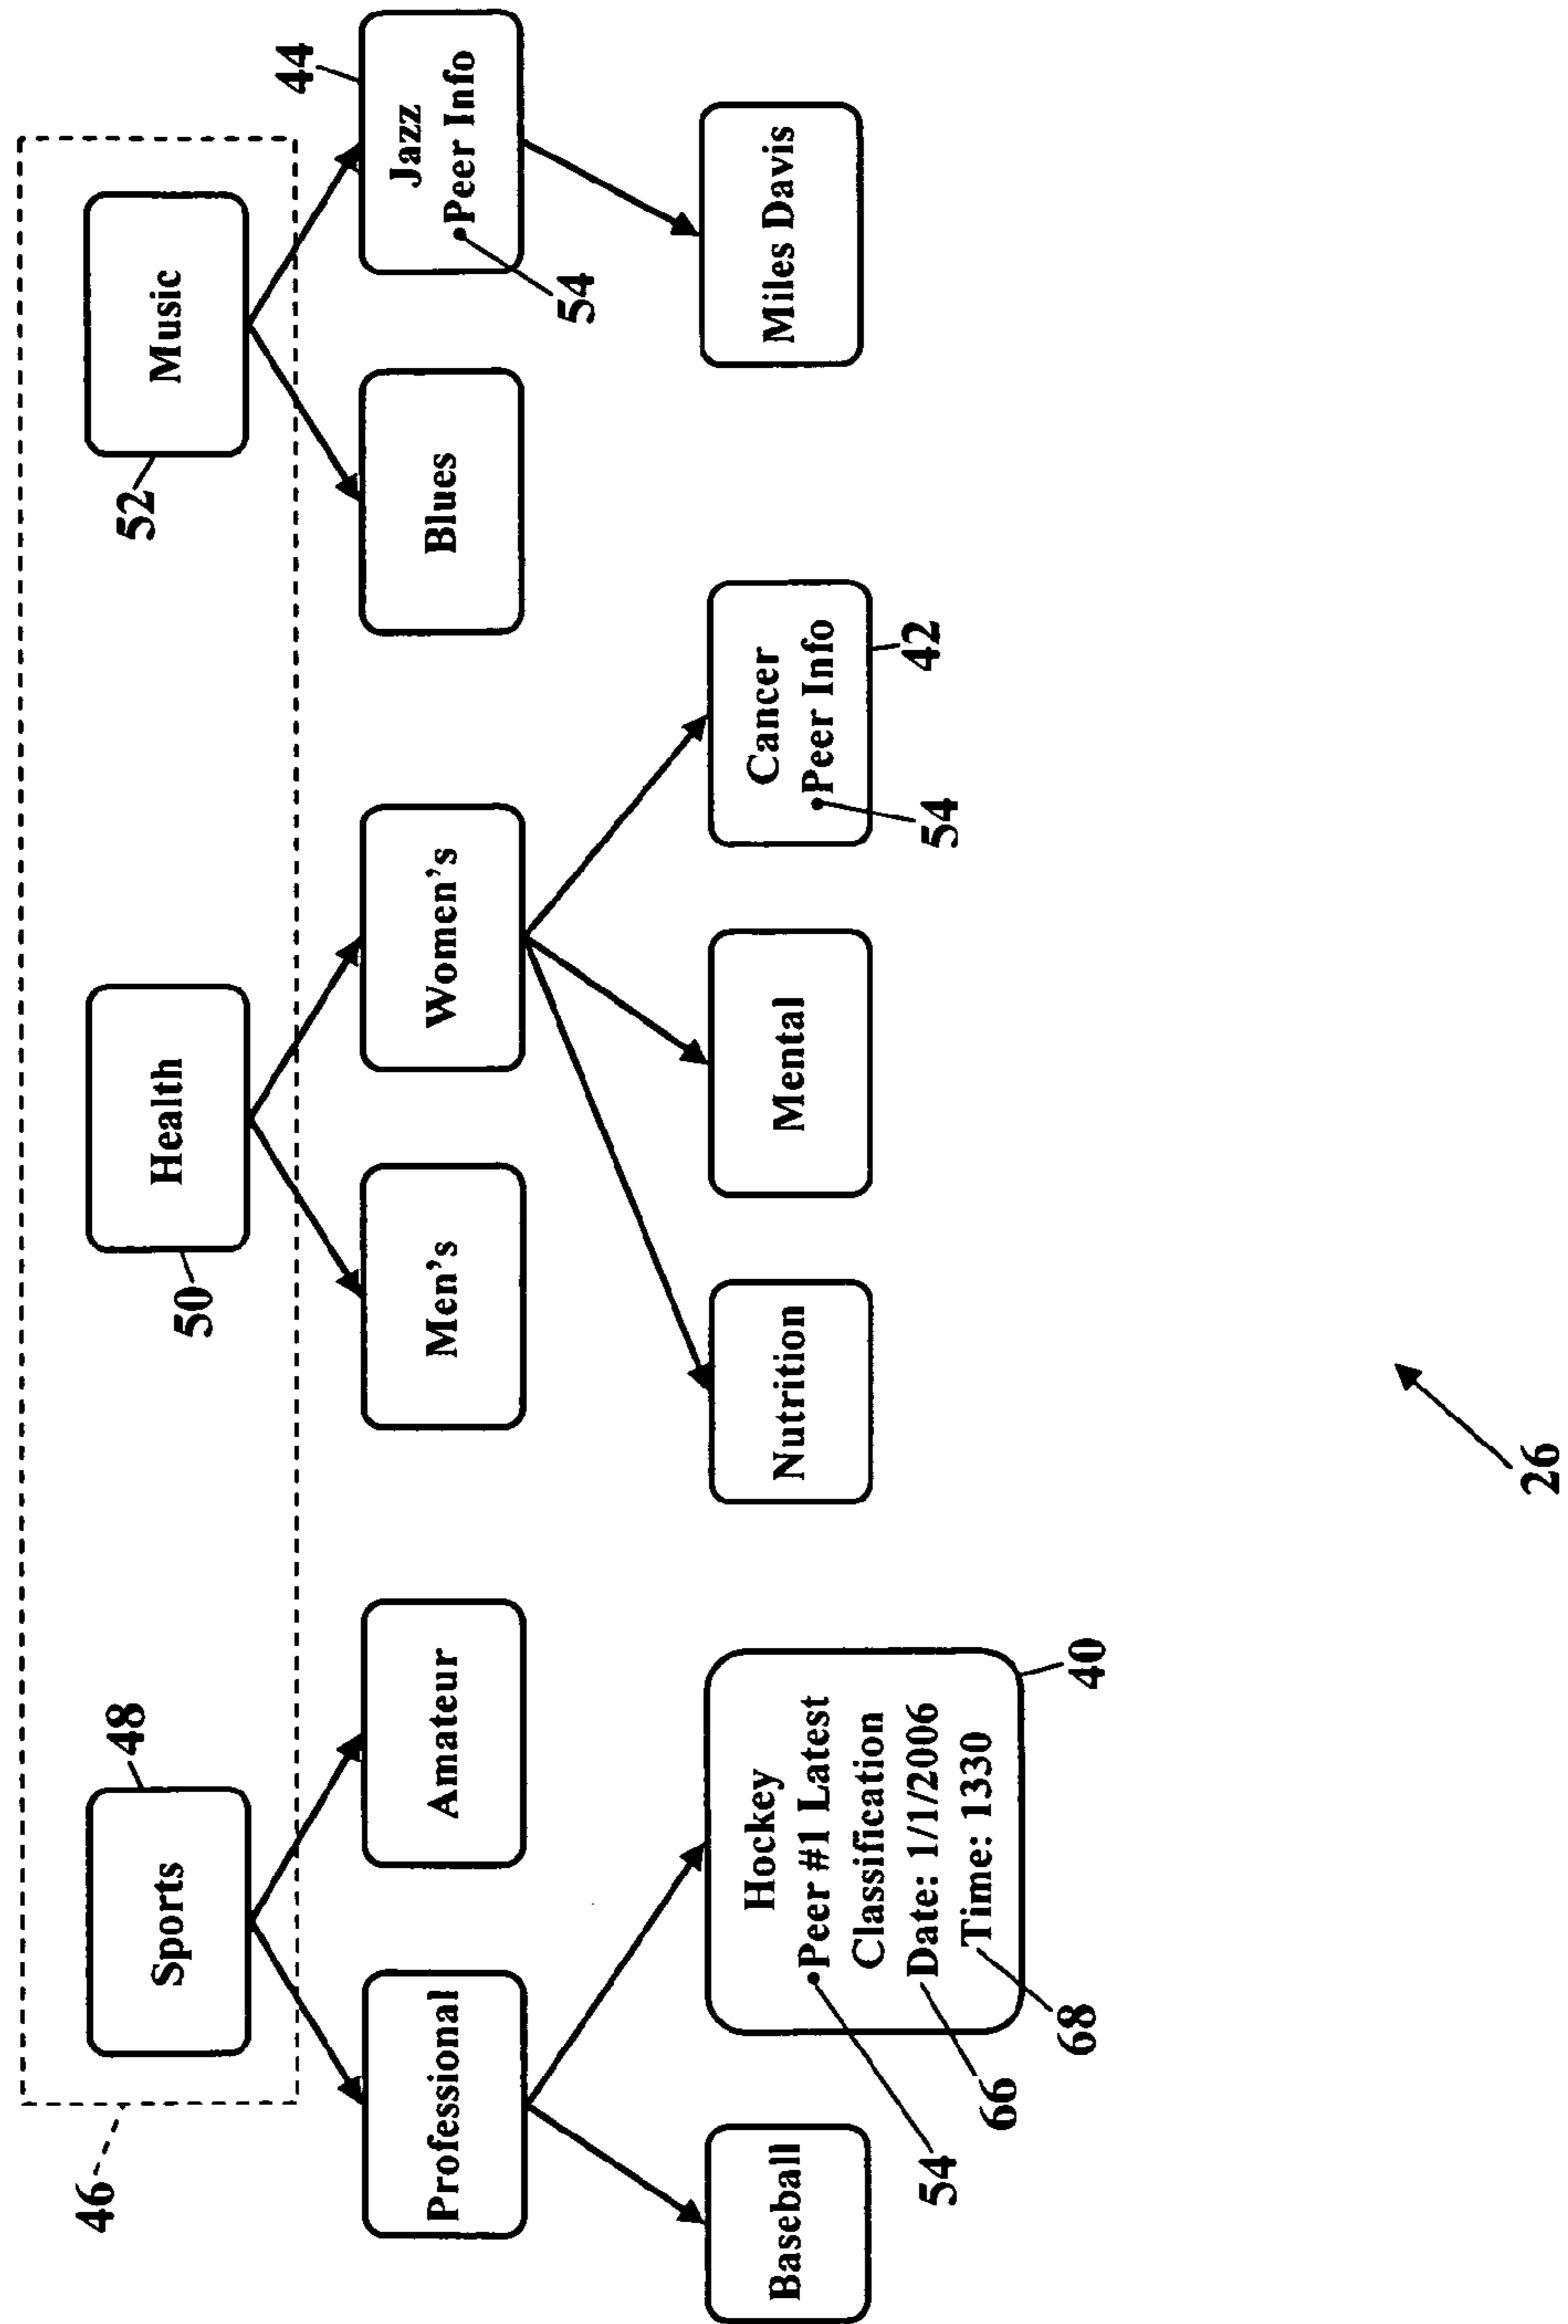 46
Sports
48
Health
50
Music
52
Professional
Amateur
Men's
Women's
Blues
Jazz
•Peer Info
44
54
Baseball
Hockey
•Peer #1 Latest
Classification
Date: 1/1/2006
Time: 1330
54
66
68
40
Nutrition
Mental
Cancer
•Peer Info
54
42
Miles Davis
26